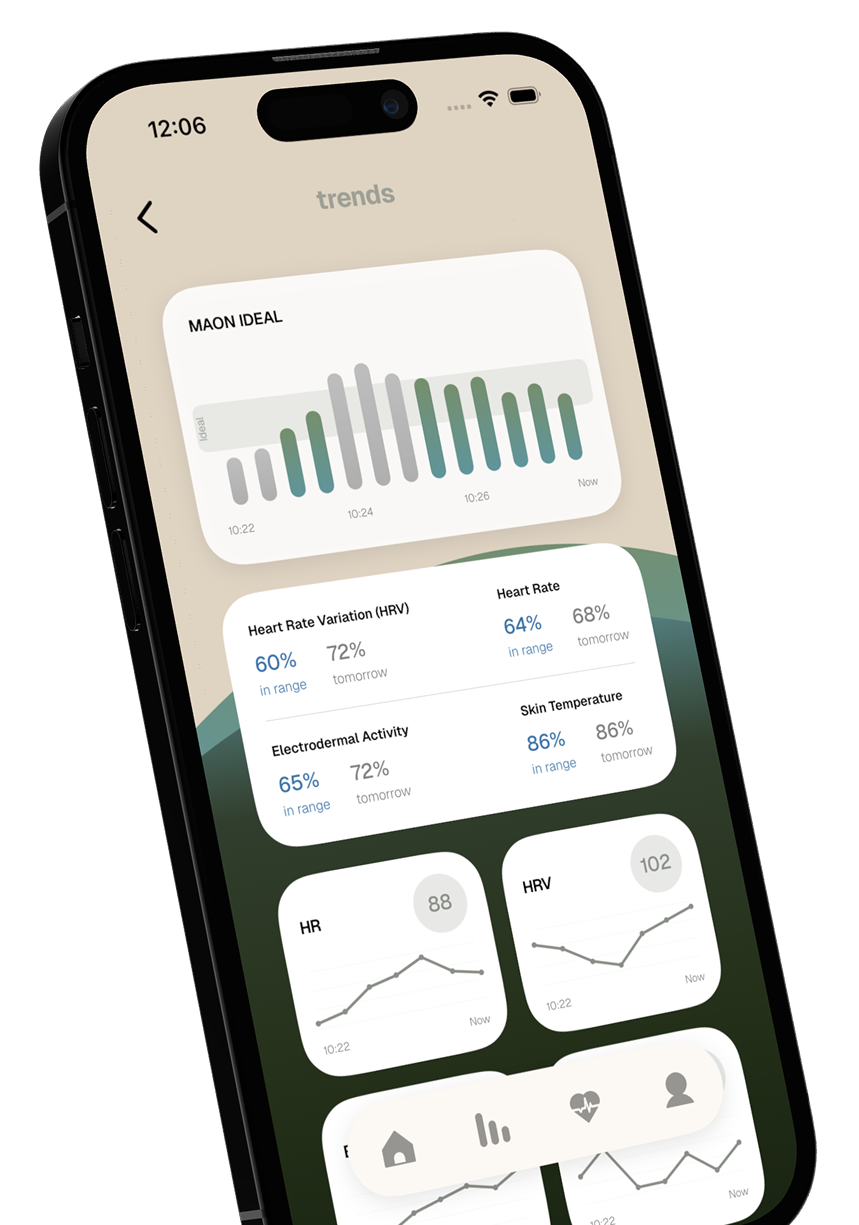 12:06
trends
MAON IDEAL
Ideal
10:22
10:24
10:26
Now
Heart Rate Variation (HRV)
60%
72%
in range
tomorrow
Heart Rate
64%
68%
in range
tomorrow
Electrodermal Activity
65%
72%
in range
tomorrow
Skin Temperature
86%
86%
in range
tomorrow
HR
88
10:22
Now
HRV
102
10:22
Now
Now